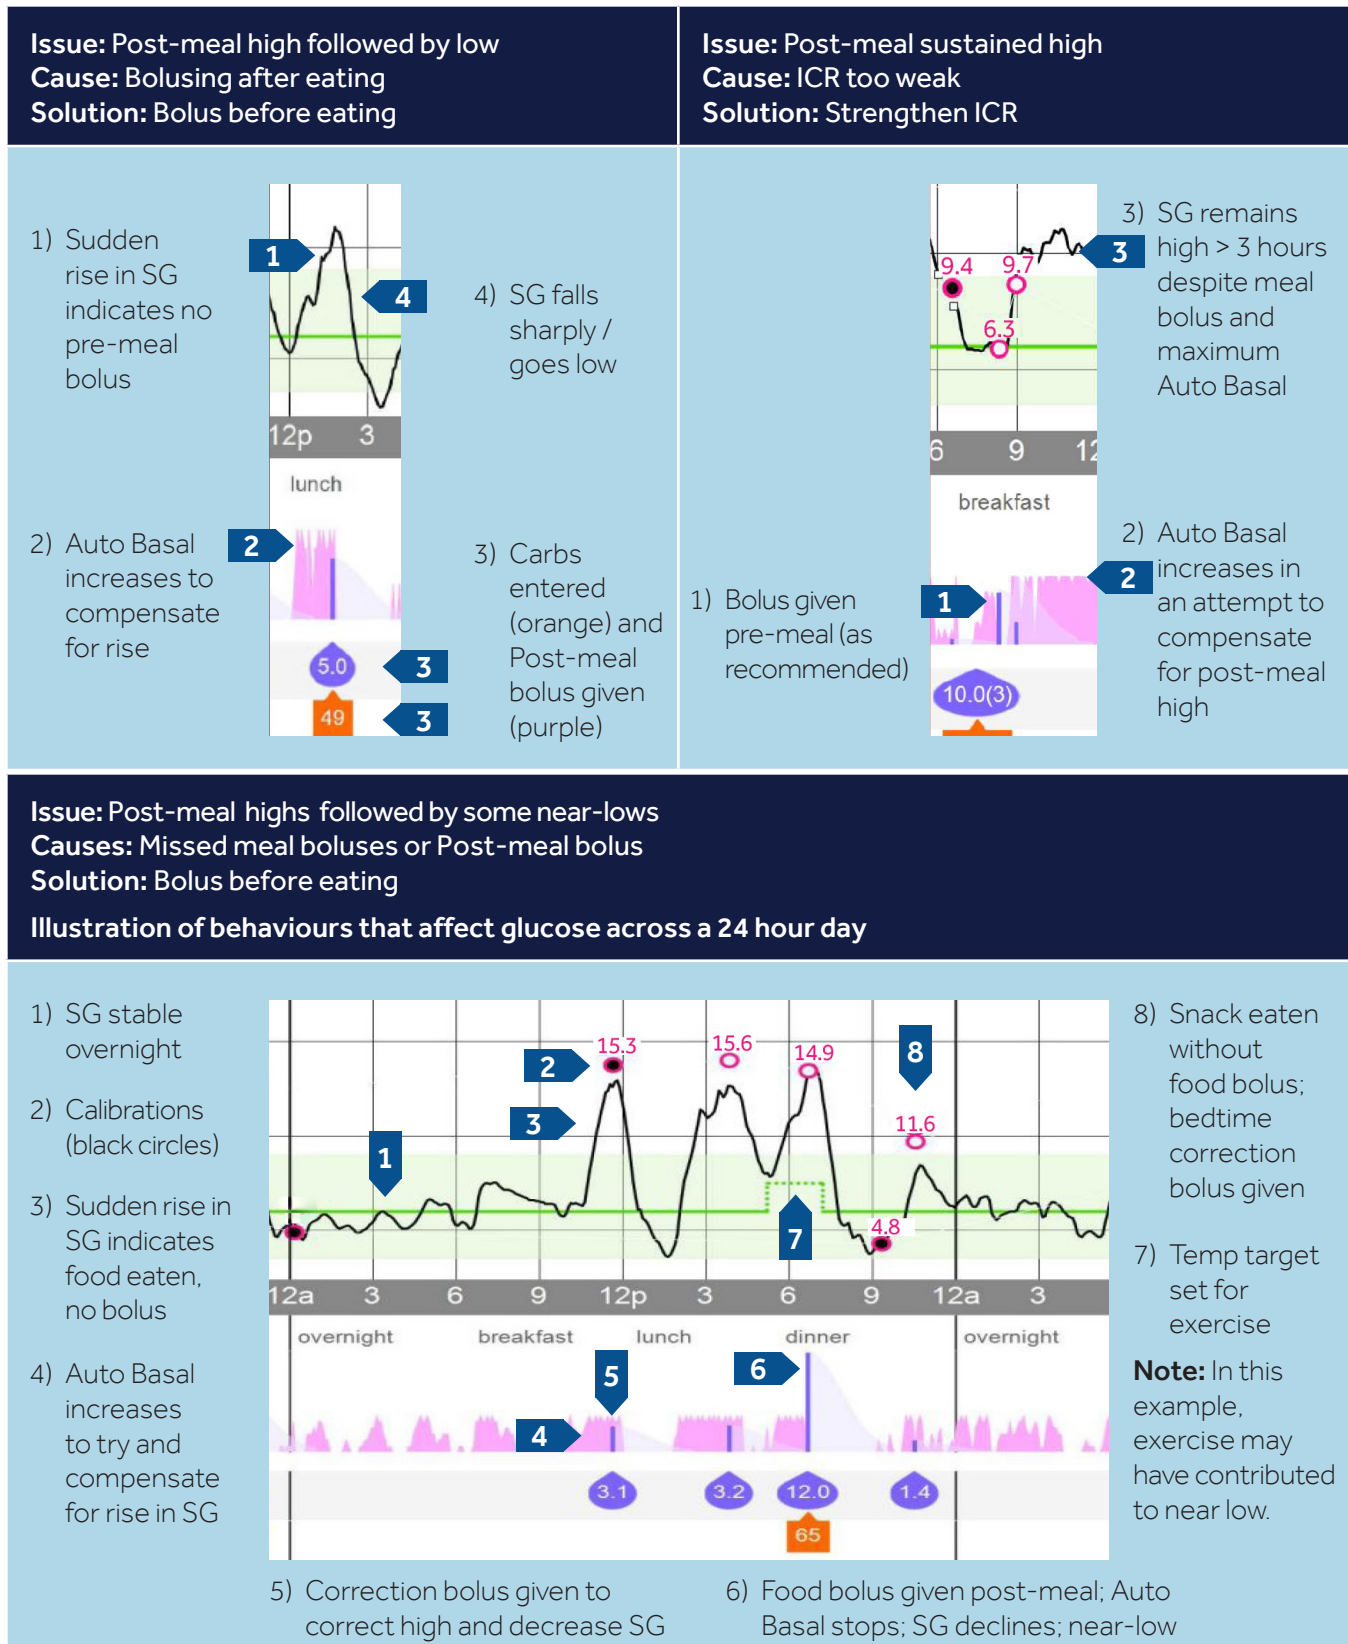 Issue: Post-meal high followed by low
Cause: Bolusing after eating
Solution: Bolus before eating
Issue: Post-meal sustained high
Cause: ICR too weak
Solution: Strengthen ICR
1) Sudden
rise in SG
indicates no
pre-meal
bolus
2) Auto Basal
increases to
compensate
for rise
1
4
12p 3
lunch
2
5.0
3
49
3
4) SG falls
sharply /
goes low
3) Carbs
entered
(orange) and
Post-meal
bolus given
(purple)
1) Bolus given
pre-meal (as
recommended)
9.4
9.7
6.3
3
6 9 12
breakfast
2
1
10.0(3)
3) SG remains
high > 3 hours
despite meal
bolus and
maximum
Auto Basal
2) Auto Basal
increases in
an attempt to
compensate
for post-meal
high
Issue: Post-meal highs followed by some near-lows
Causes: Missed meal boluses or Post-meal bolus
Solution: Bolus before eating
Illustration of behaviours that affect glucose across a 24 hour day
1) SG stable
overnight
2) Calibrations
(black circles)
3) Sudden rise in
SG indicates
food eaten,
no bolus
4) Auto Basal
increases
to try and
compensate
for rise in SG
2
15.3
15.6
14.9
8
3
11.6
1
7
4.8
12a 3 6 9 12p 3 6 9 12a 3
overnight breakfast lunch dinner overnight
5
6
4
3.1 3.2 12.0 1.4
65
8) Snack eaten
without
food bolus;
bedtime
correction
bolus given
7) Temp target
set for
exercise
Note: In this
example,
exercise may
have contributed
to near low.
5) Correction bolus given to
correct high and decrease SG
6) Food bolus given post-meal; Auto
Basal stops; SG declines; near-low